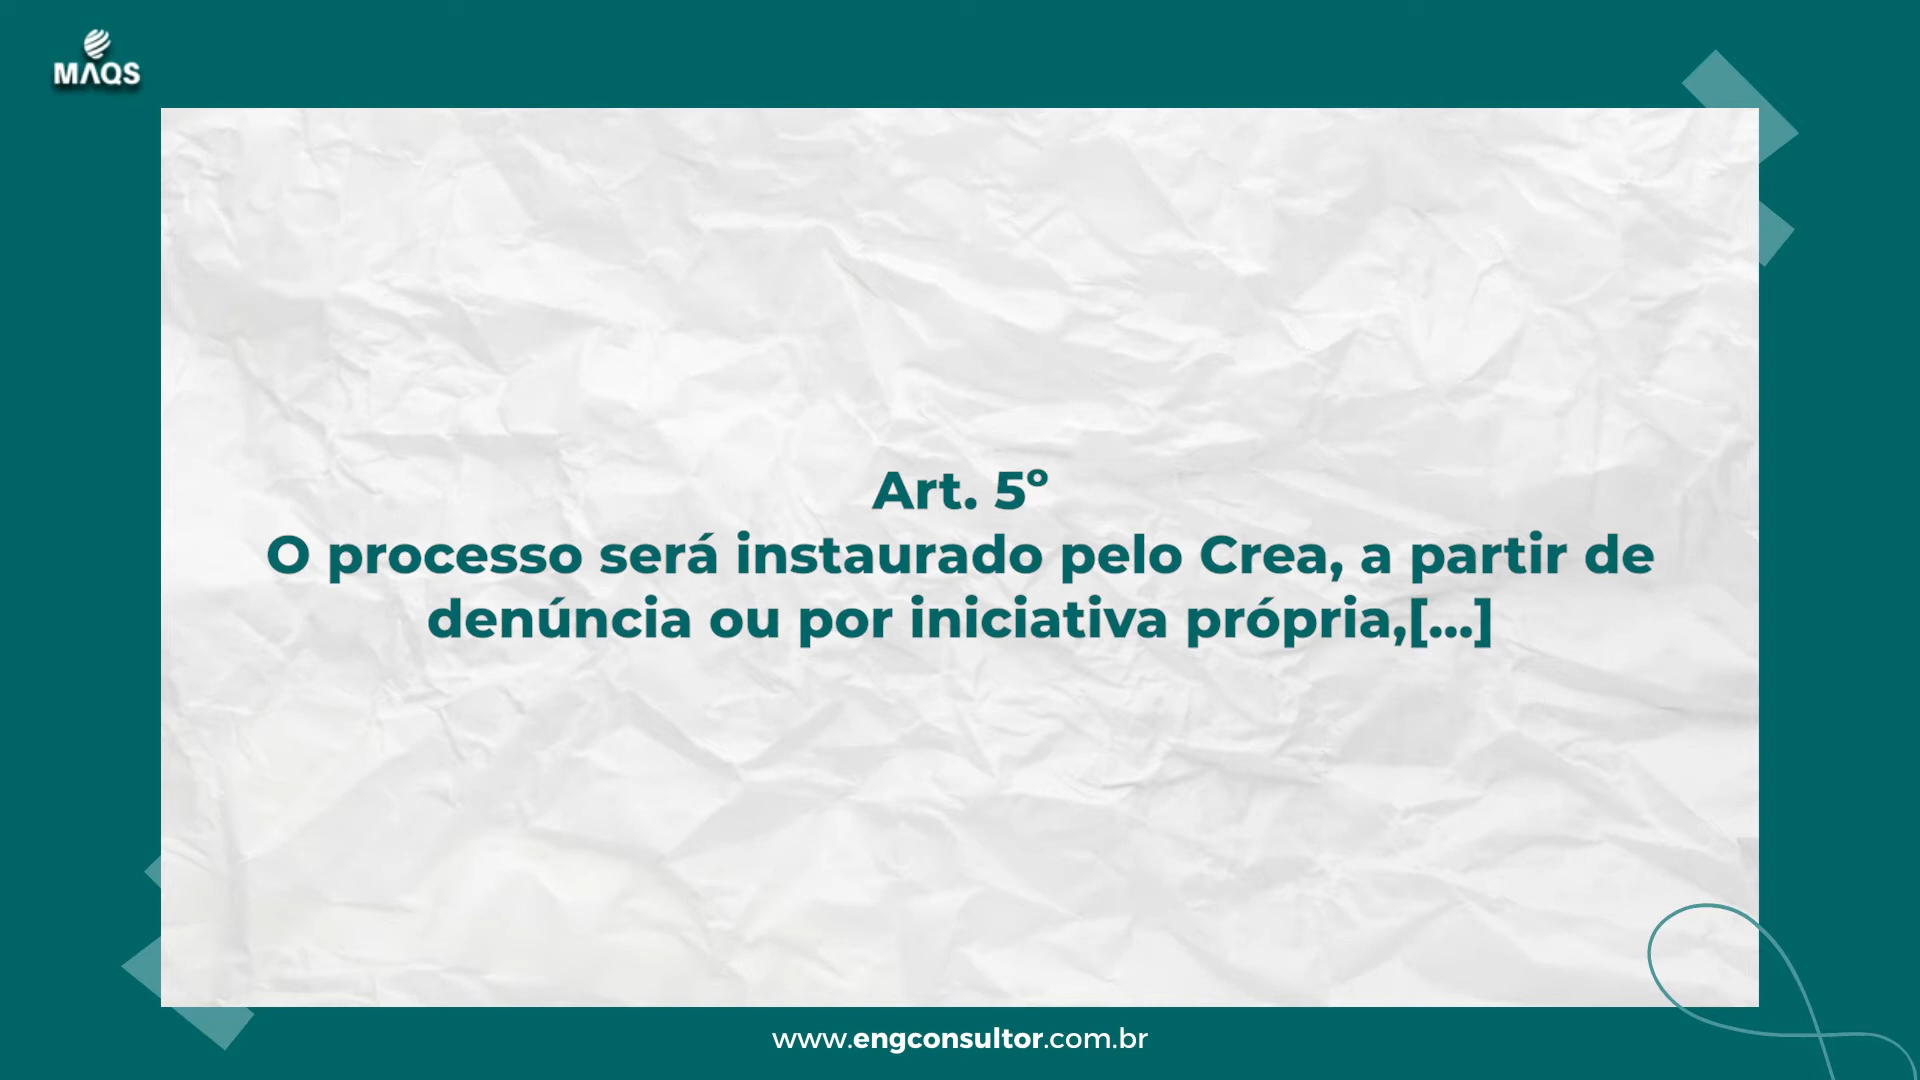 MAQS
Art. 5º
O processo será instaurado pelo Crea, a partir de
denúncia ou por iniciativa própria,[...]
www.engconsultor.com.br